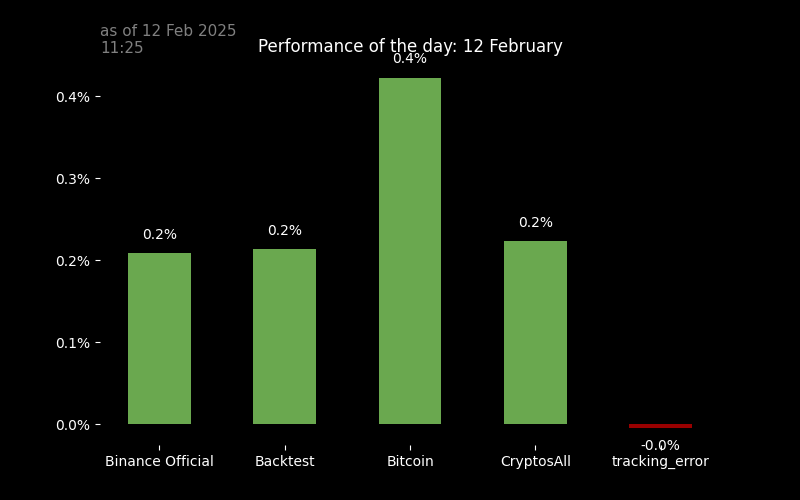 as of 12 Feb 2025
11:25
Performance of the day: 12 February
0.4%
0.4%
0.3%
0.2%
0.2%
0.2%
0.2%
0.1%
0.0%
-0.0%
Binance Official
Backtest
Bitcoin
CryptosAll
tracking_error